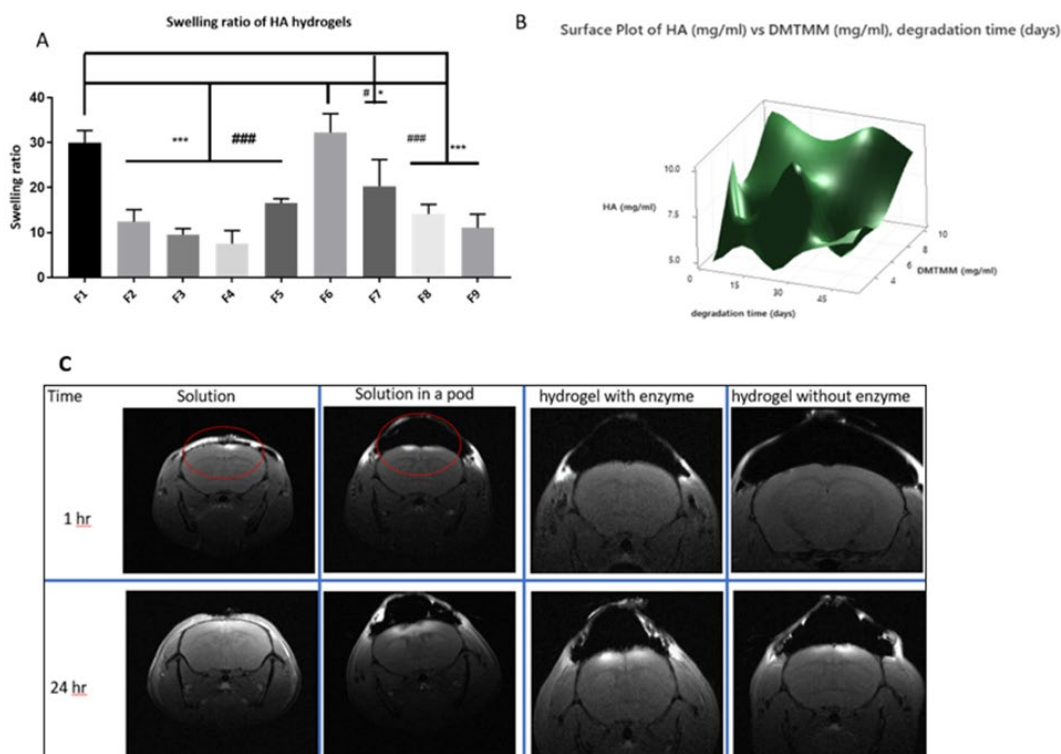 Swelling ratio of HA hydrogels
A
Swelling ratio
40
30
20
10
0
*** ###
# *
### ***
F1 F2 F3 F4 F5 F6 F7 F8 F9
B
Surface Plot of HA (mg/ml) vs DMTMM (mg/ml), degradation time (days)
HA (mg/ml)
10.0
7.5
5.0
0 15 30 45
degradation time (days)
4 6 8 10
DMTMM (mg/ml)
C
Time Solution Solution in a pod hydrogel with enzyme hydrogel without enzyme
1 hr
24 hr